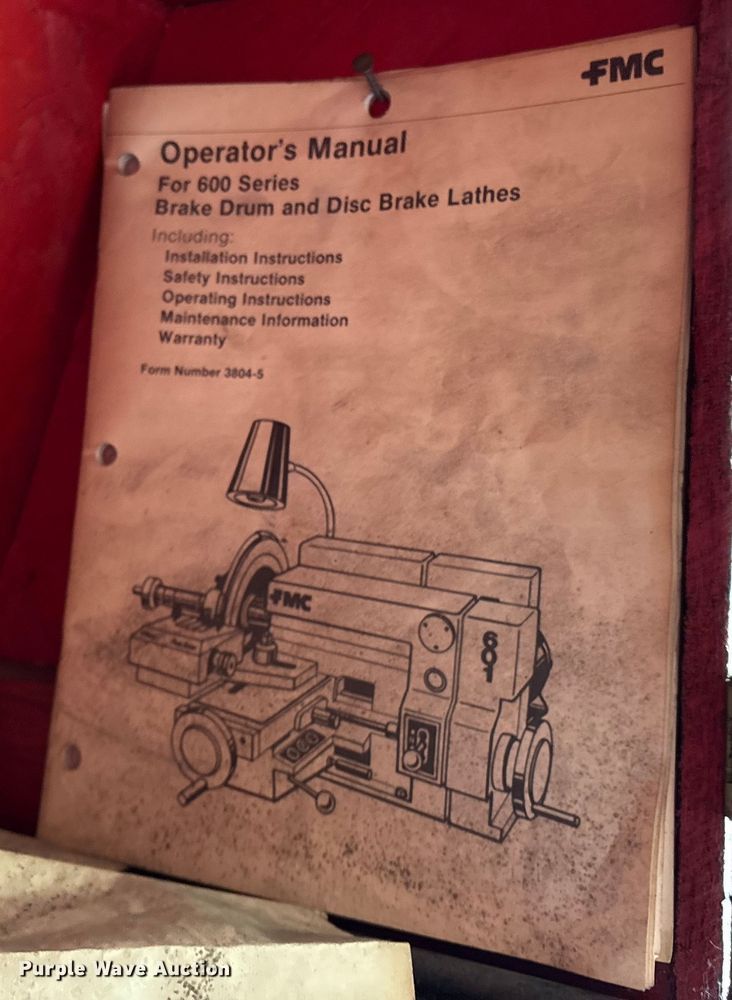 FMC
Operator's Manual
For 600 Series
Brake Drum and Disc Brake Lathes
Including:
Installation Instructions
Safety Instructions
Operating Instructions
Maintenance Information
Warranty
Form Number 3804-5
FMC
601
Purple Wave Auction